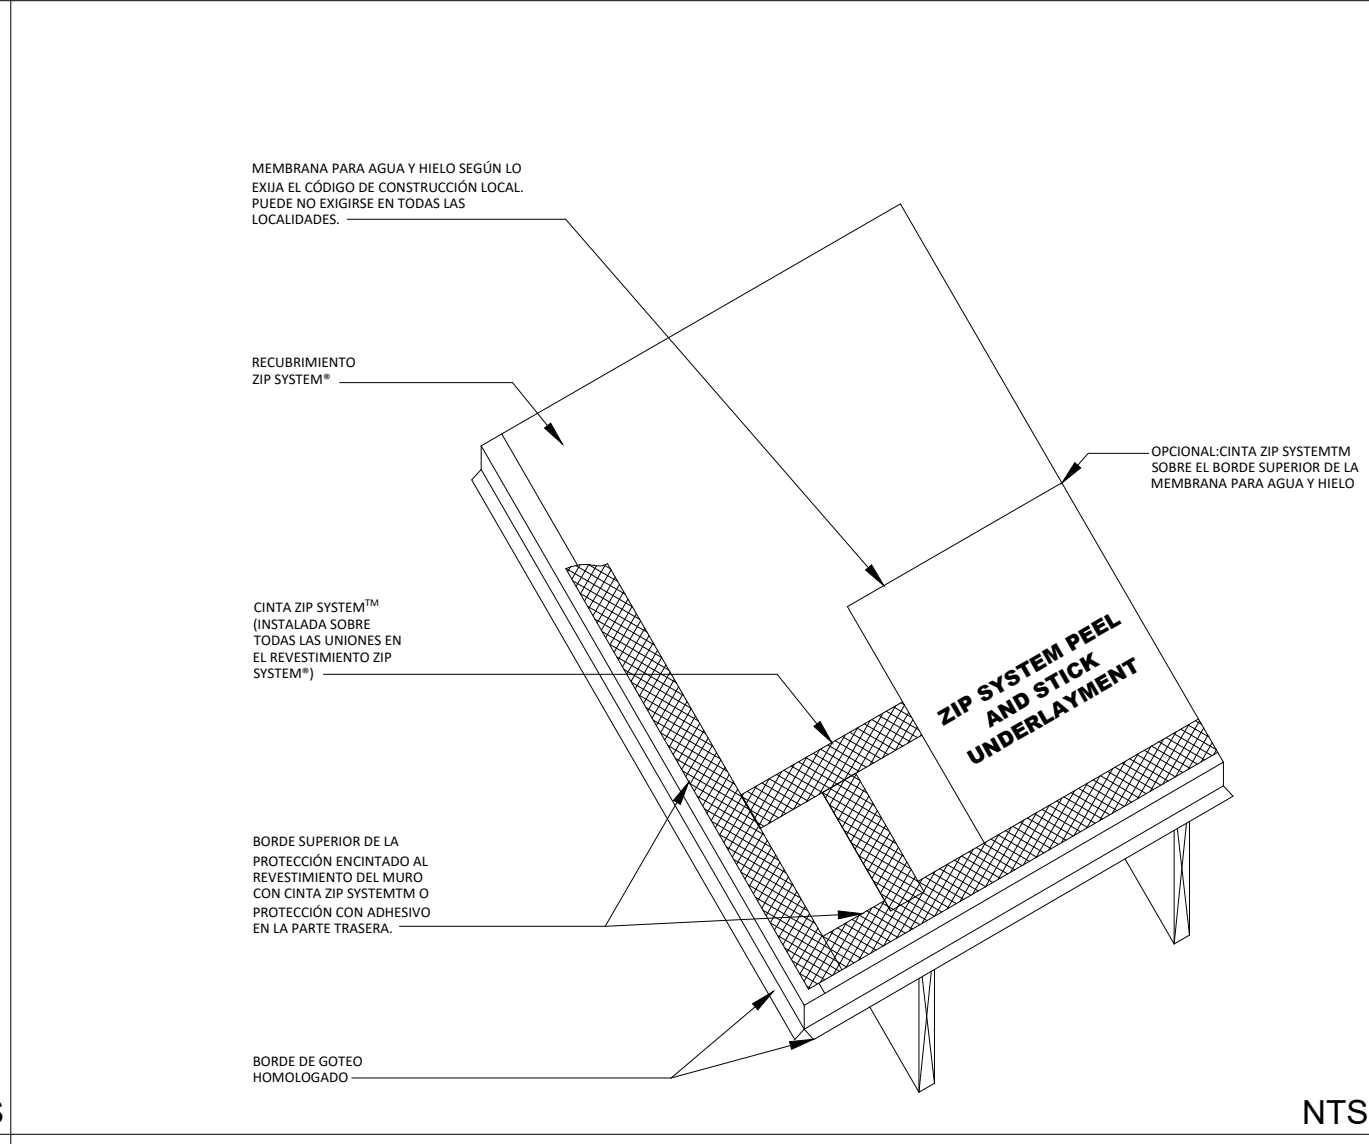 MEMBRANA PARA AGUA Y HIELO SEGÚN LO
EXIJA EL CÓDIGO DE CONSTRUCCIÓN LOCAL.
PUEDE NO EXIGIRSE EN TODAS LAS
LOCALIDADES.
RECUBRIMIENTO
ZIP SYSTEM®
OPCIONAL:CINTA ZIP SYSTEMTM
SOBRE EL BORDE SUPERIOR DE LA
MEMBRANA PARA AGUA Y HIELO
CINTA ZIP SYSTEM™
(INSTALADA SOBRE
TODAS LAS UNIONES EN
EL REVESTIMIENTO ZIP
SYSTEM®)
ZIP SYSTEM PEEL
AND STICK
UNDERLAYMENT
BORDE SUPERIOR DE LA
PROTECCIÓN ENCINTADO AL
REVESTIMIENTO DEL MURO
CON CINTA ZIP SYSTEMTM O
PROTECCIÓN CON ADHESIVO
EN LA PARTE TRASERA.
BORDE DE GOTEO
HOMOLOGADO
NTS